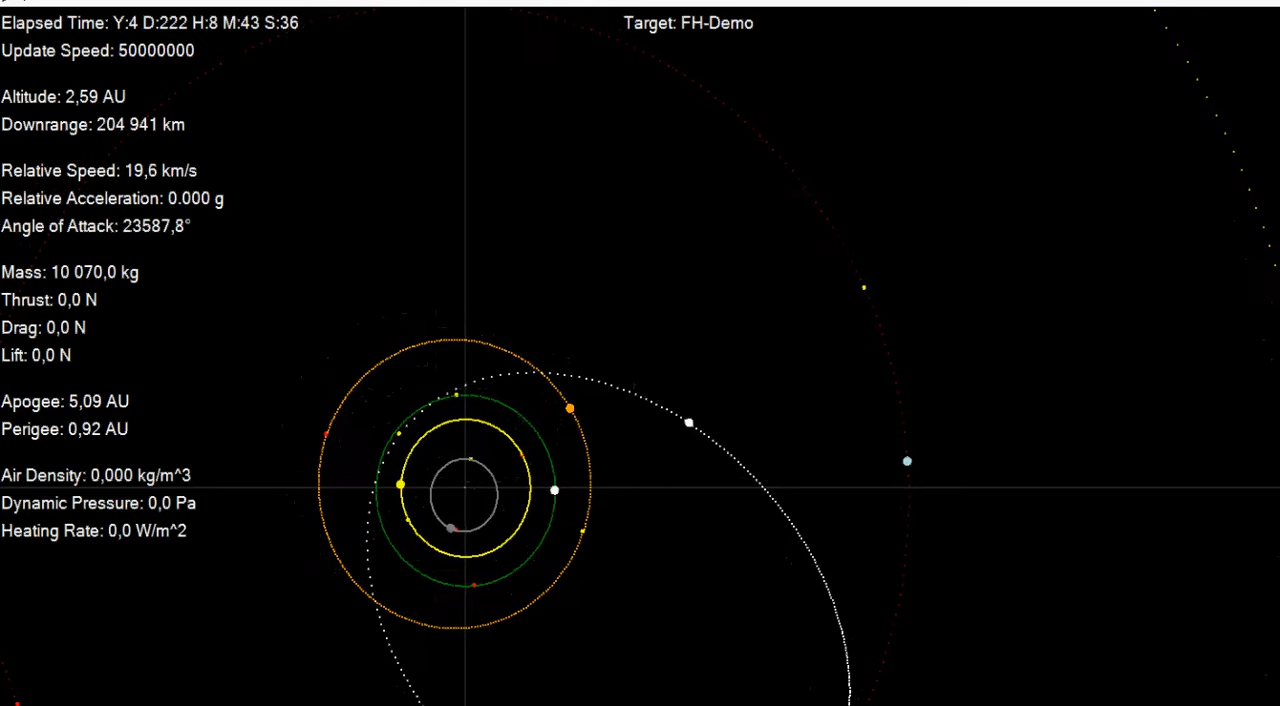 Elapsed Time: Y:4 D:222 H:8 M:43 S:36
Target: FH-Demo
Update Speed: 50000000
Altitude: 2,59 AU
Downrange: 204 941 km
Relative Speed: 19,6 km/s
Relative Acceleration: 0.000 g
Angle of Attack: 23587,8°
Mass: 10 070,0 kg
Thrust: 0,0 N
Drag: 0,0 N
Lift: 0,0 N
Apogee: 5,09 AU
Perigee: 0,92 AU
Air Density: 0,000 kg/m^3
Dynamic Pressure: 0,0 Pa
Heating Rate: 0,0 W/m^2